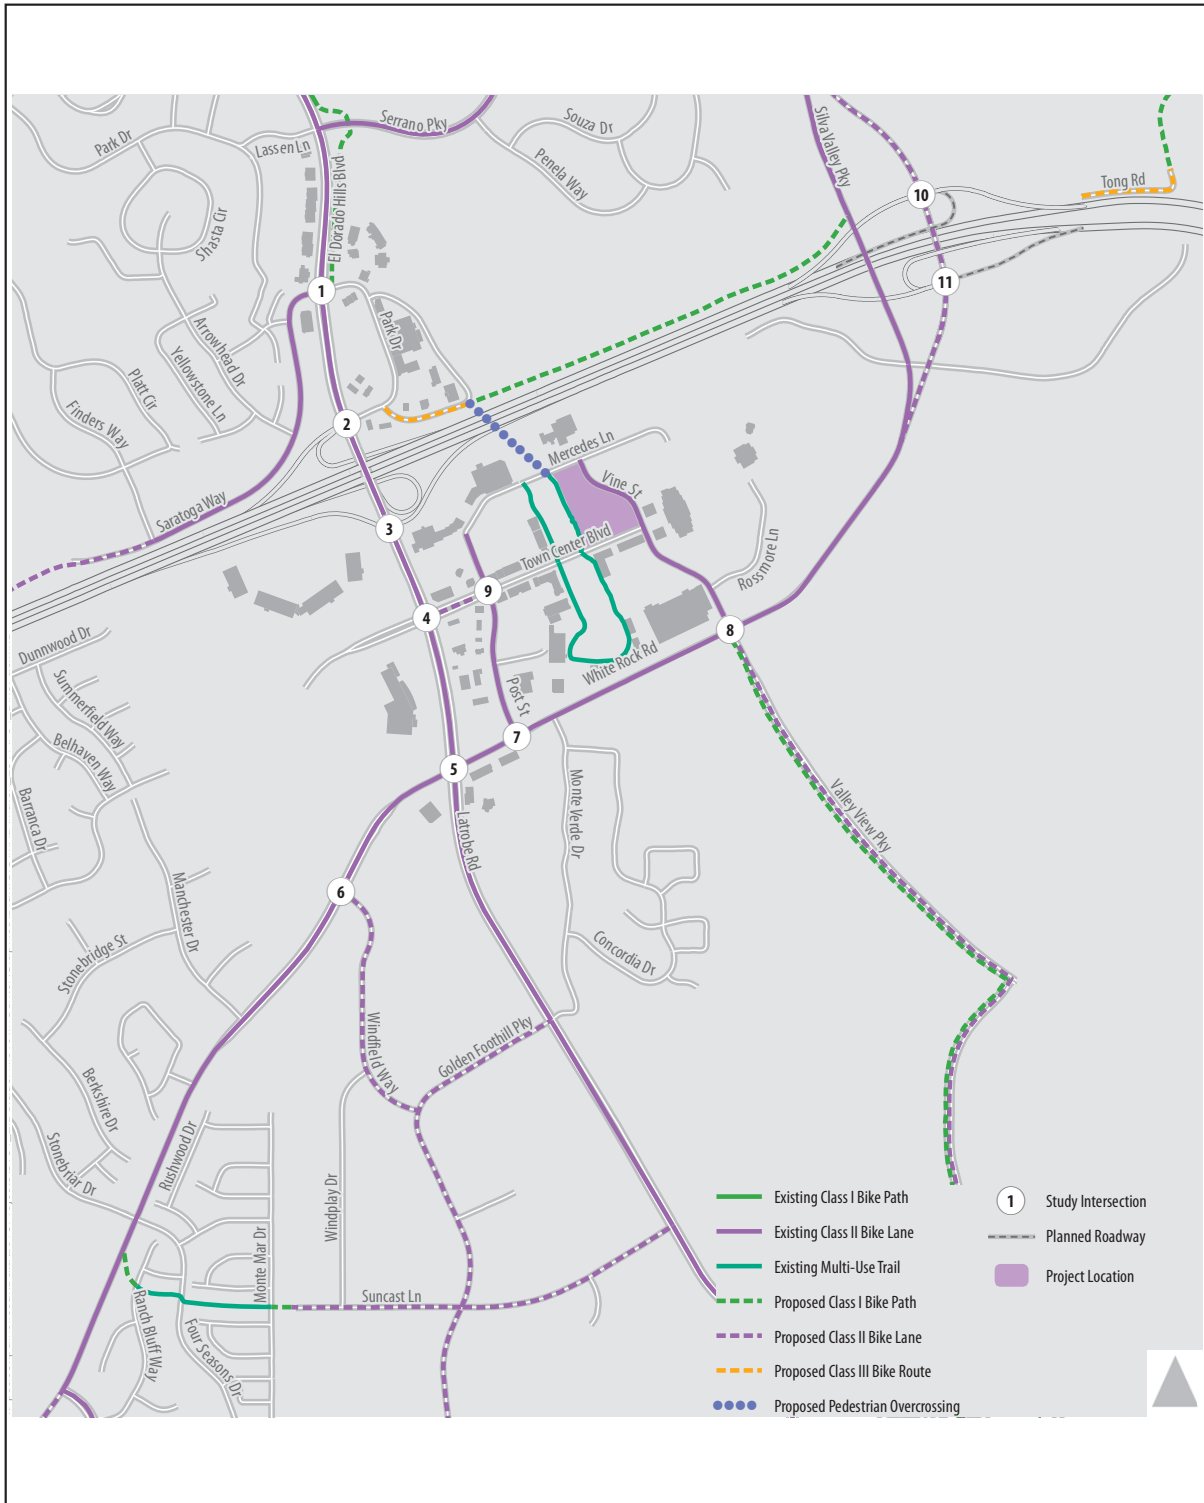 Serrano Pky
Souza Dr
Silva Valley Pky
Park Dr
Lassen Ln
El Dorado Hills Blvd
Penela Way
Tong Rd
10
Shasta Cir
11
1
Park Dr
Arrowhead Dr
Yellowstone Ln
Platt Cir
Finders Way
2
Mercedes Ln
Vine St
Saratoga Way
3
Town Center Blvd
Rossmore Ln
9
4
8
Dunnwood Dr
White Rock Rd
Summerfield Way
Post St
Belhaven Way
7
5
Barranca Dr
Monte Verde Dr
Latrobe Rd
Valley View Pky
6
Manchester Dr
Stonebridge St
Concordia Dr
Windfield Way
Golden Foothill Pky
Berkshire Dr
Stonebriar Dr
Rushwood Dr
Windplay Dr
Monte Mar Dr
Suncast Ln
Ranch Bluff Way
Four Seasons Dr
Existing Class I Bike Path
Existing Class II Bike Lane
Existing Multi-Use Trail
Proposed Class I Bike Path
Proposed Class II Bike Lane
Proposed Class III Bike Route
Proposed Pedestrian Overcrossing
1 Study Intersection
Planned Roadway
Project Location